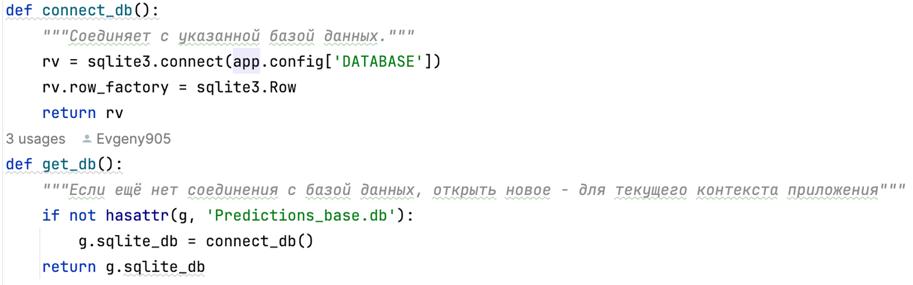 def connect_db():
    """Соединяет с указанной базой данных."""
    rv = sqlite3.connect(app.config['DATABASE'])
    rv.row_factory = sqlite3.Row
    return rv
3 usages Evgeny905
def get_db():
    """Если ещё нет соединения с базой данных, открыть новое - для текущего контекста приложения"""
    if not hasattr(g, 'Predictions_base.db'):
        g.sqlite_db = connect_db()
    return g.sqlite_db